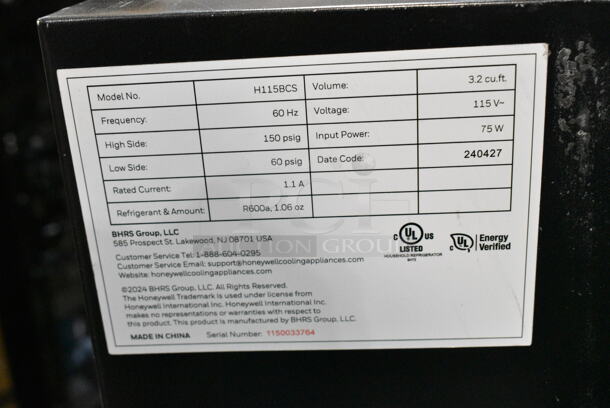 Model No. H115BCS Volume: 3.2 cu.ft.
Frequency: 60 Hz Voltage: 115 V~
High Side: 150 psig Input Power: 75 W
Low Side: 60 psig Date Code: 240427
Rated Current: 1.1 A
Refrigerant & Amount: R600a, 1.06 oz
BHRS Group, LLC
585 Prospect St. Lakewood, NJ 08701 USA
Customer Service Tel: 1-888-604-0295
Customer Service Email: support@honeywellcoolingappliances.com
Website: honeywellcoolingappliances.com
©2024 BHRS Group, LLC. All Rights Reserved.
The Honeywell Trademark is used under license from
Honeywell International Inc. Honeywell International Inc.
makes no representations or warranties with respect to
this product. This product is manufactured by BHRS Group, LLC.
MADE IN CHINA Serial Number: 1150033764
C UL US
LISTED
HOUSEHOLD REFRIGERATOR
C UL Energy
Verified
GROUP